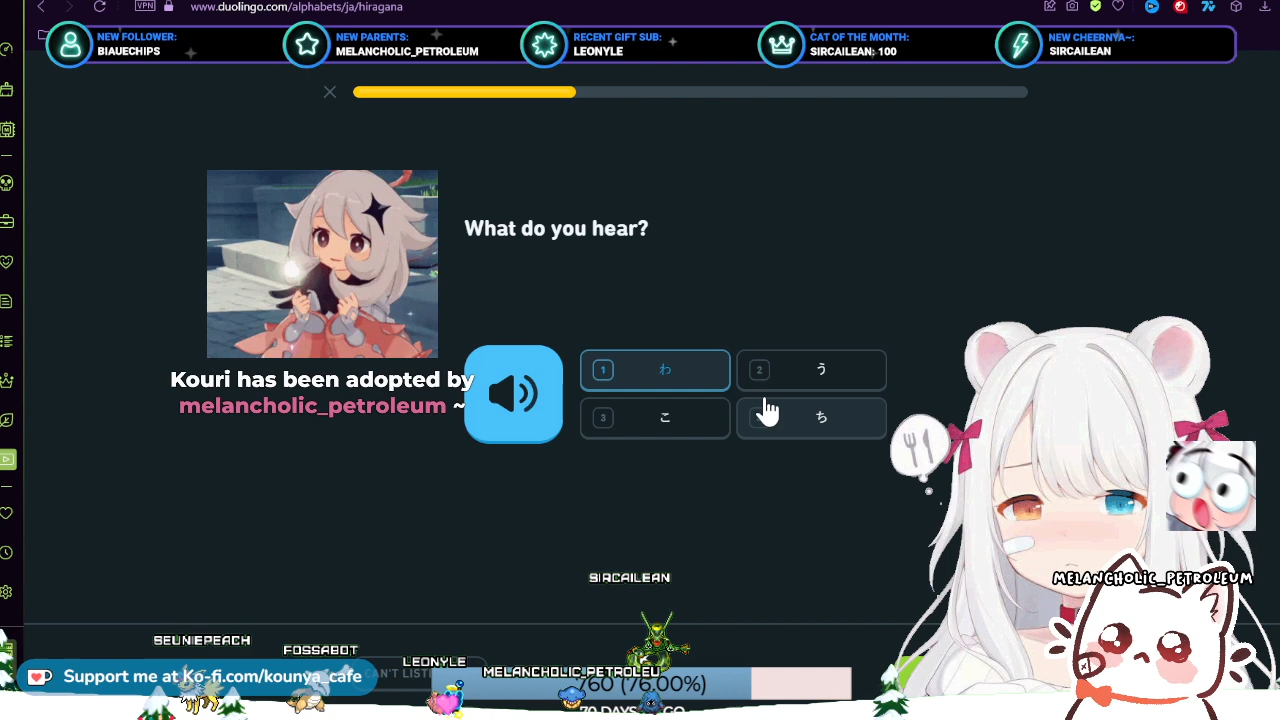 VPN
www.duolingo.com/alphabets/ja/hiragana
NEW FOLLOWER:
BIAUECHIPS
NEW PARENTS:
MELANCHOLIC_PETROLEUM
RECENT GIFT SUB:
LEONYLE
CAT OF THE MONTH:
SIRCAILEAN: 100
NEW CHEERNYA~:
SIRCAILEAN
What do you hear?
Kouri has been adopted by
melancholic_petroleum ~
1 わ
2 う
3 こ
ち
MELANCHOLIC_PETROLEUM
SIRCAILEAN
SEUNIEPEACH
FOSSABOT
LEONYLE
MELANCHOLIC_PETROLEU
Support me at Ko-fi.com/kounya_cafe
CAN'T LISTE
760 (76.00%)